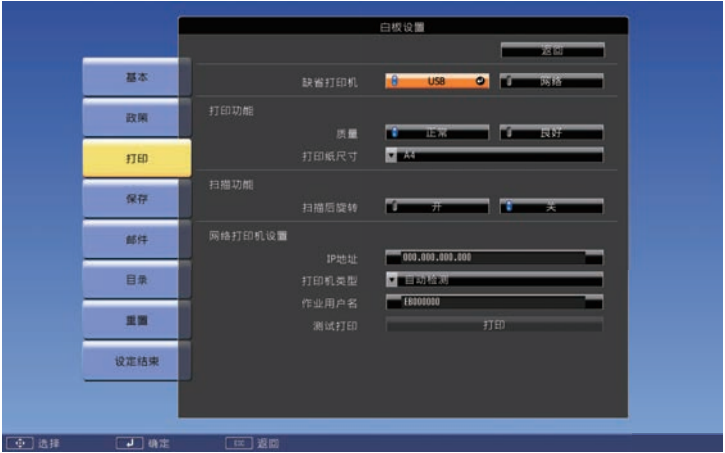 白板设置
返回
基本
政策
打印
保存
邮件
目录
重置
设定结束
缺省打印机 USB 网络
打印功能
质量 正常 良好
打印纸尺寸 A4
扫描功能
扫描后旋转 开 关
网络打印机设置
IP地址 000.000.000.000
打印机类型 自动检测
作业用户名 EB000000
测试打印 打印
选择 确定 ESC 返回